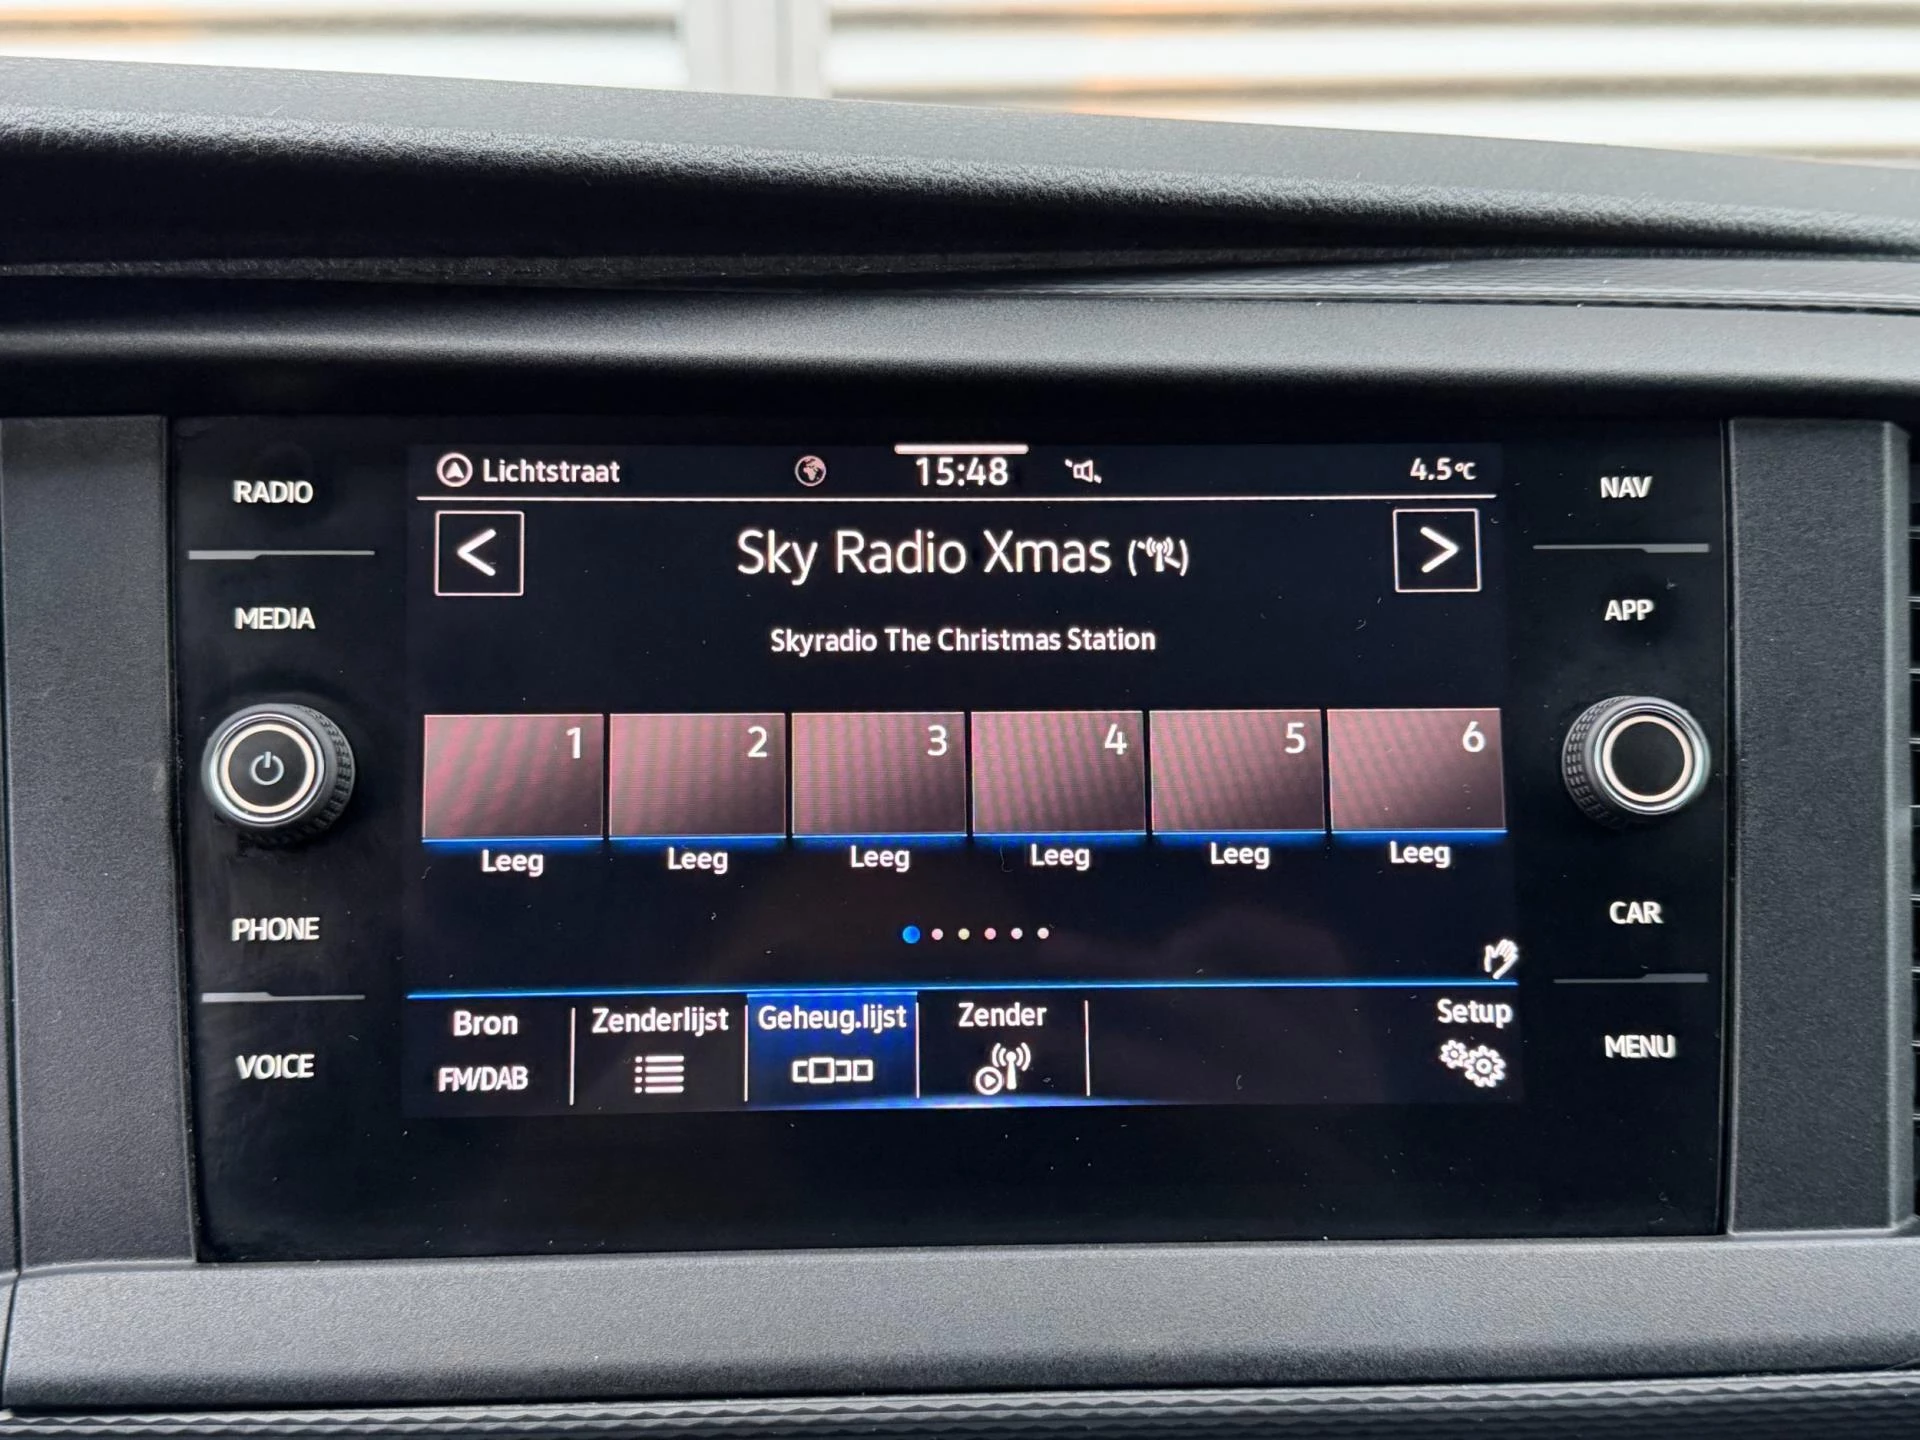 RADIO
MEDIA
PHONE
VOICE
Lichtstraat 15:48 4.5°C
< Sky Radio Xmas >
Skyradio The Christmas Station
1 2 3 4 5 6
Leeg Leeg Leeg Leeg Leeg Leeg
Bron Zenderlijst Geheug.lijst Zender Setup
FM/DAB
NAV
APP
CAR
MENU